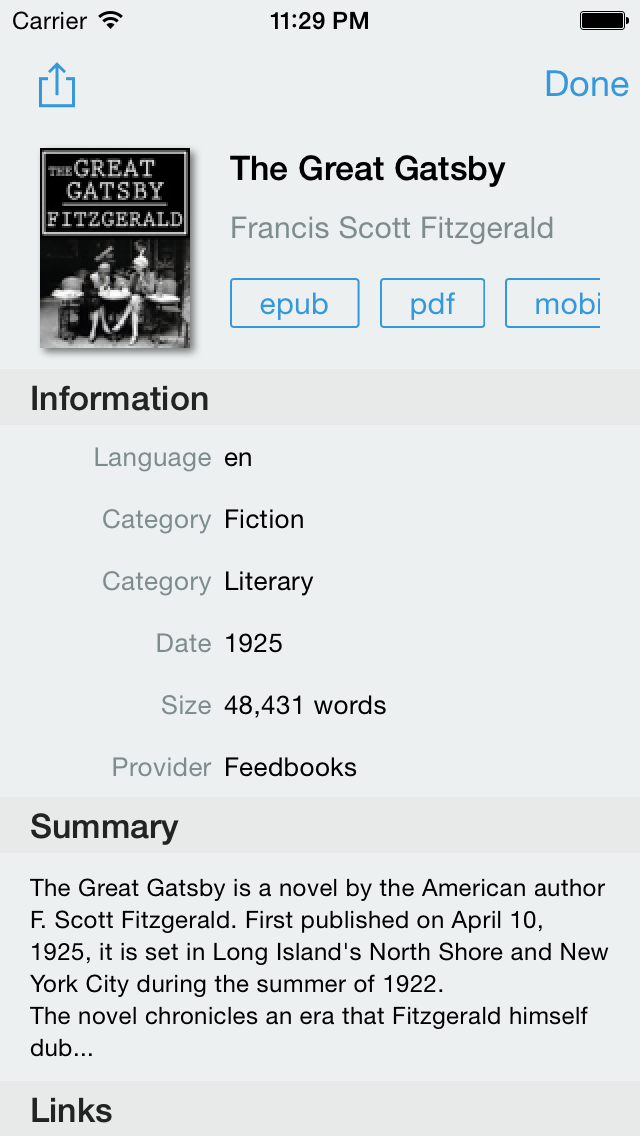 Carrier 11:29 PM
Done
THE GREAT
GATSBY
FITZGERALD
The Great Gatsby
Francis Scott Fitzgerald
epub pdf mobi
Information
Language en
Category Fiction
Category Literary
Date 1925
Size 48,431 words
Provider Feedbooks
Summary
The Great Gatsby is a novel by the American author
F. Scott Fitzgerald. First published on April 10,
1925, it is set in Long Island's North Shore and New
York City during the summer of 1922.
The novel chronicles an era that Fitzgerald himself
dub...
Links